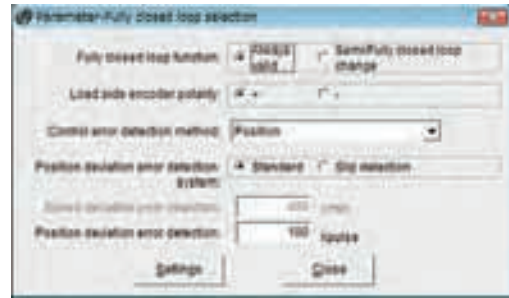 Parameter-Fully closed loop selection
Fully closed loop function Always valid Semi/Fully closed loop change
Load side encoder polarity + -
Control error detection method Position
Position deviation error detection system Standard Slip detection
Speed deviation error detection r/min
Position deviation error detection 100 kpulse
Settings Close